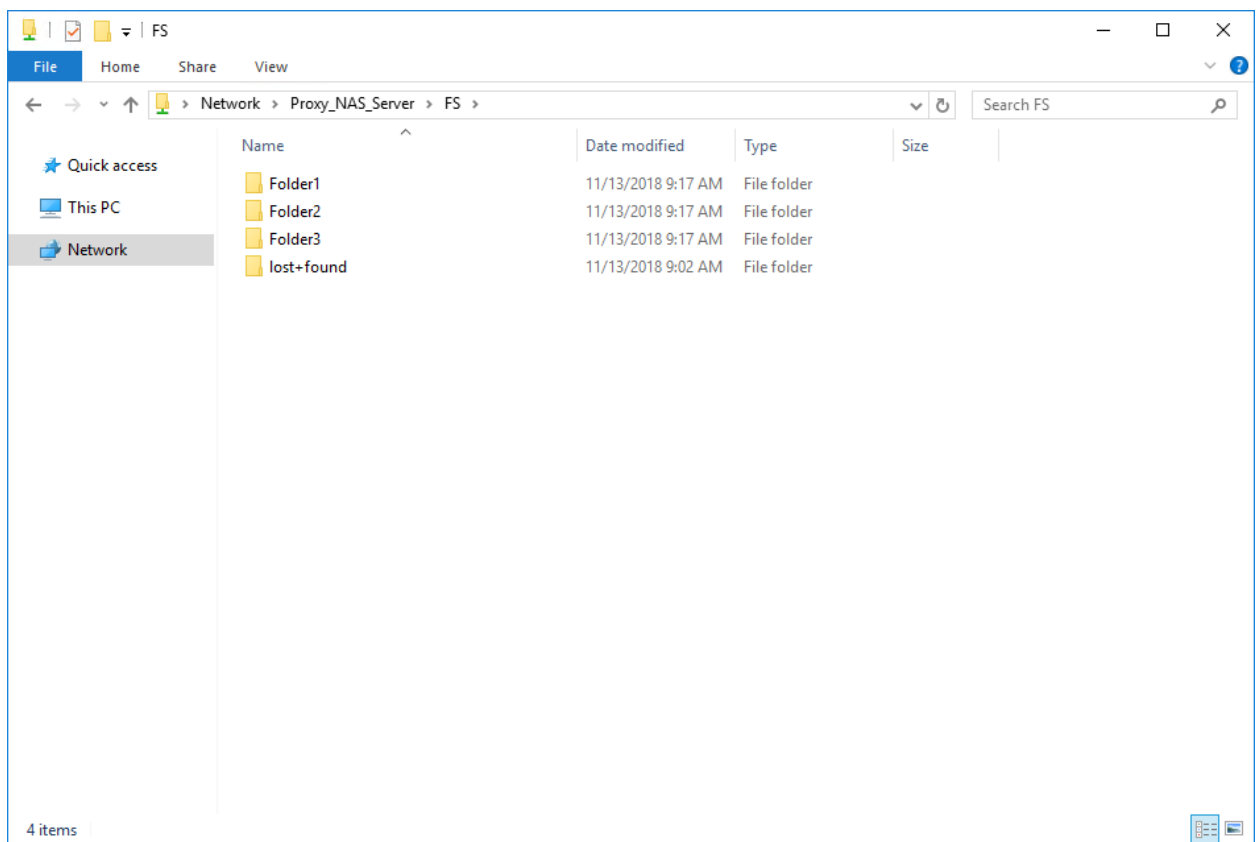 FS
File Home Share View
Network > Proxy_NAS_Server > FS > Search FS
Name Date modified Type Size
Quick access
This PC
Network
Folder1 11/13/2018 9:17 AM File folder
Folder2 11/13/2018 9:17 AM File folder
Folder3 11/13/2018 9:17 AM File folder
lost+found 11/13/2018 9:02 AM File folder
4 items